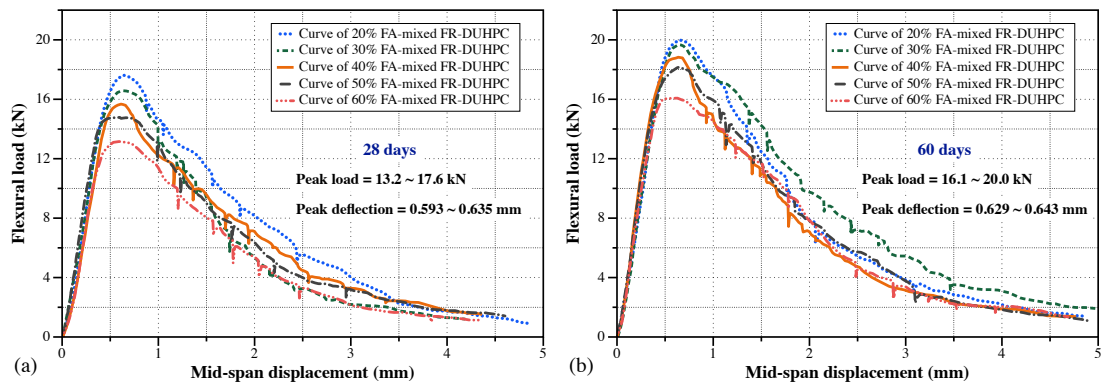 20
16
12
8
4
0
Flexural load (kN)
Curve of 20% FA-mixed FR-DUHPC
Curve of 30% FA-mixed FR-DUHPC
Curve of 40% FA-mixed FR-DUHPC
Curve of 50% FA-mixed FR-DUHPC
Curve of 60% FA-mixed FR-DUHPC
28 days
Peak load = 13.2 ~ 17.6 kN
Peak deflection = 0.593 ~ 0.635 mm
0 1 2 3 4 5
Mid-span displacement (mm)
(a)
20
16
12
8
4
0
Flexural load (kN)
Curve of 20% FA-mixed FR-DUHPC
Curve of 30% FA-mixed FR-DUHPC
Curve of 40% FA-mixed FR-DUHPC
Curve of 50% FA-mixed FR-DUHPC
Curve of 60% FA-mixed FR-DUHPC
60 days
Peak load = 16.1 ~ 20.0 kN
Peak deflection = 0.629 ~ 0.643 mm
0 1 2 3 4 5
Mid-span displacement (mm)
(b)